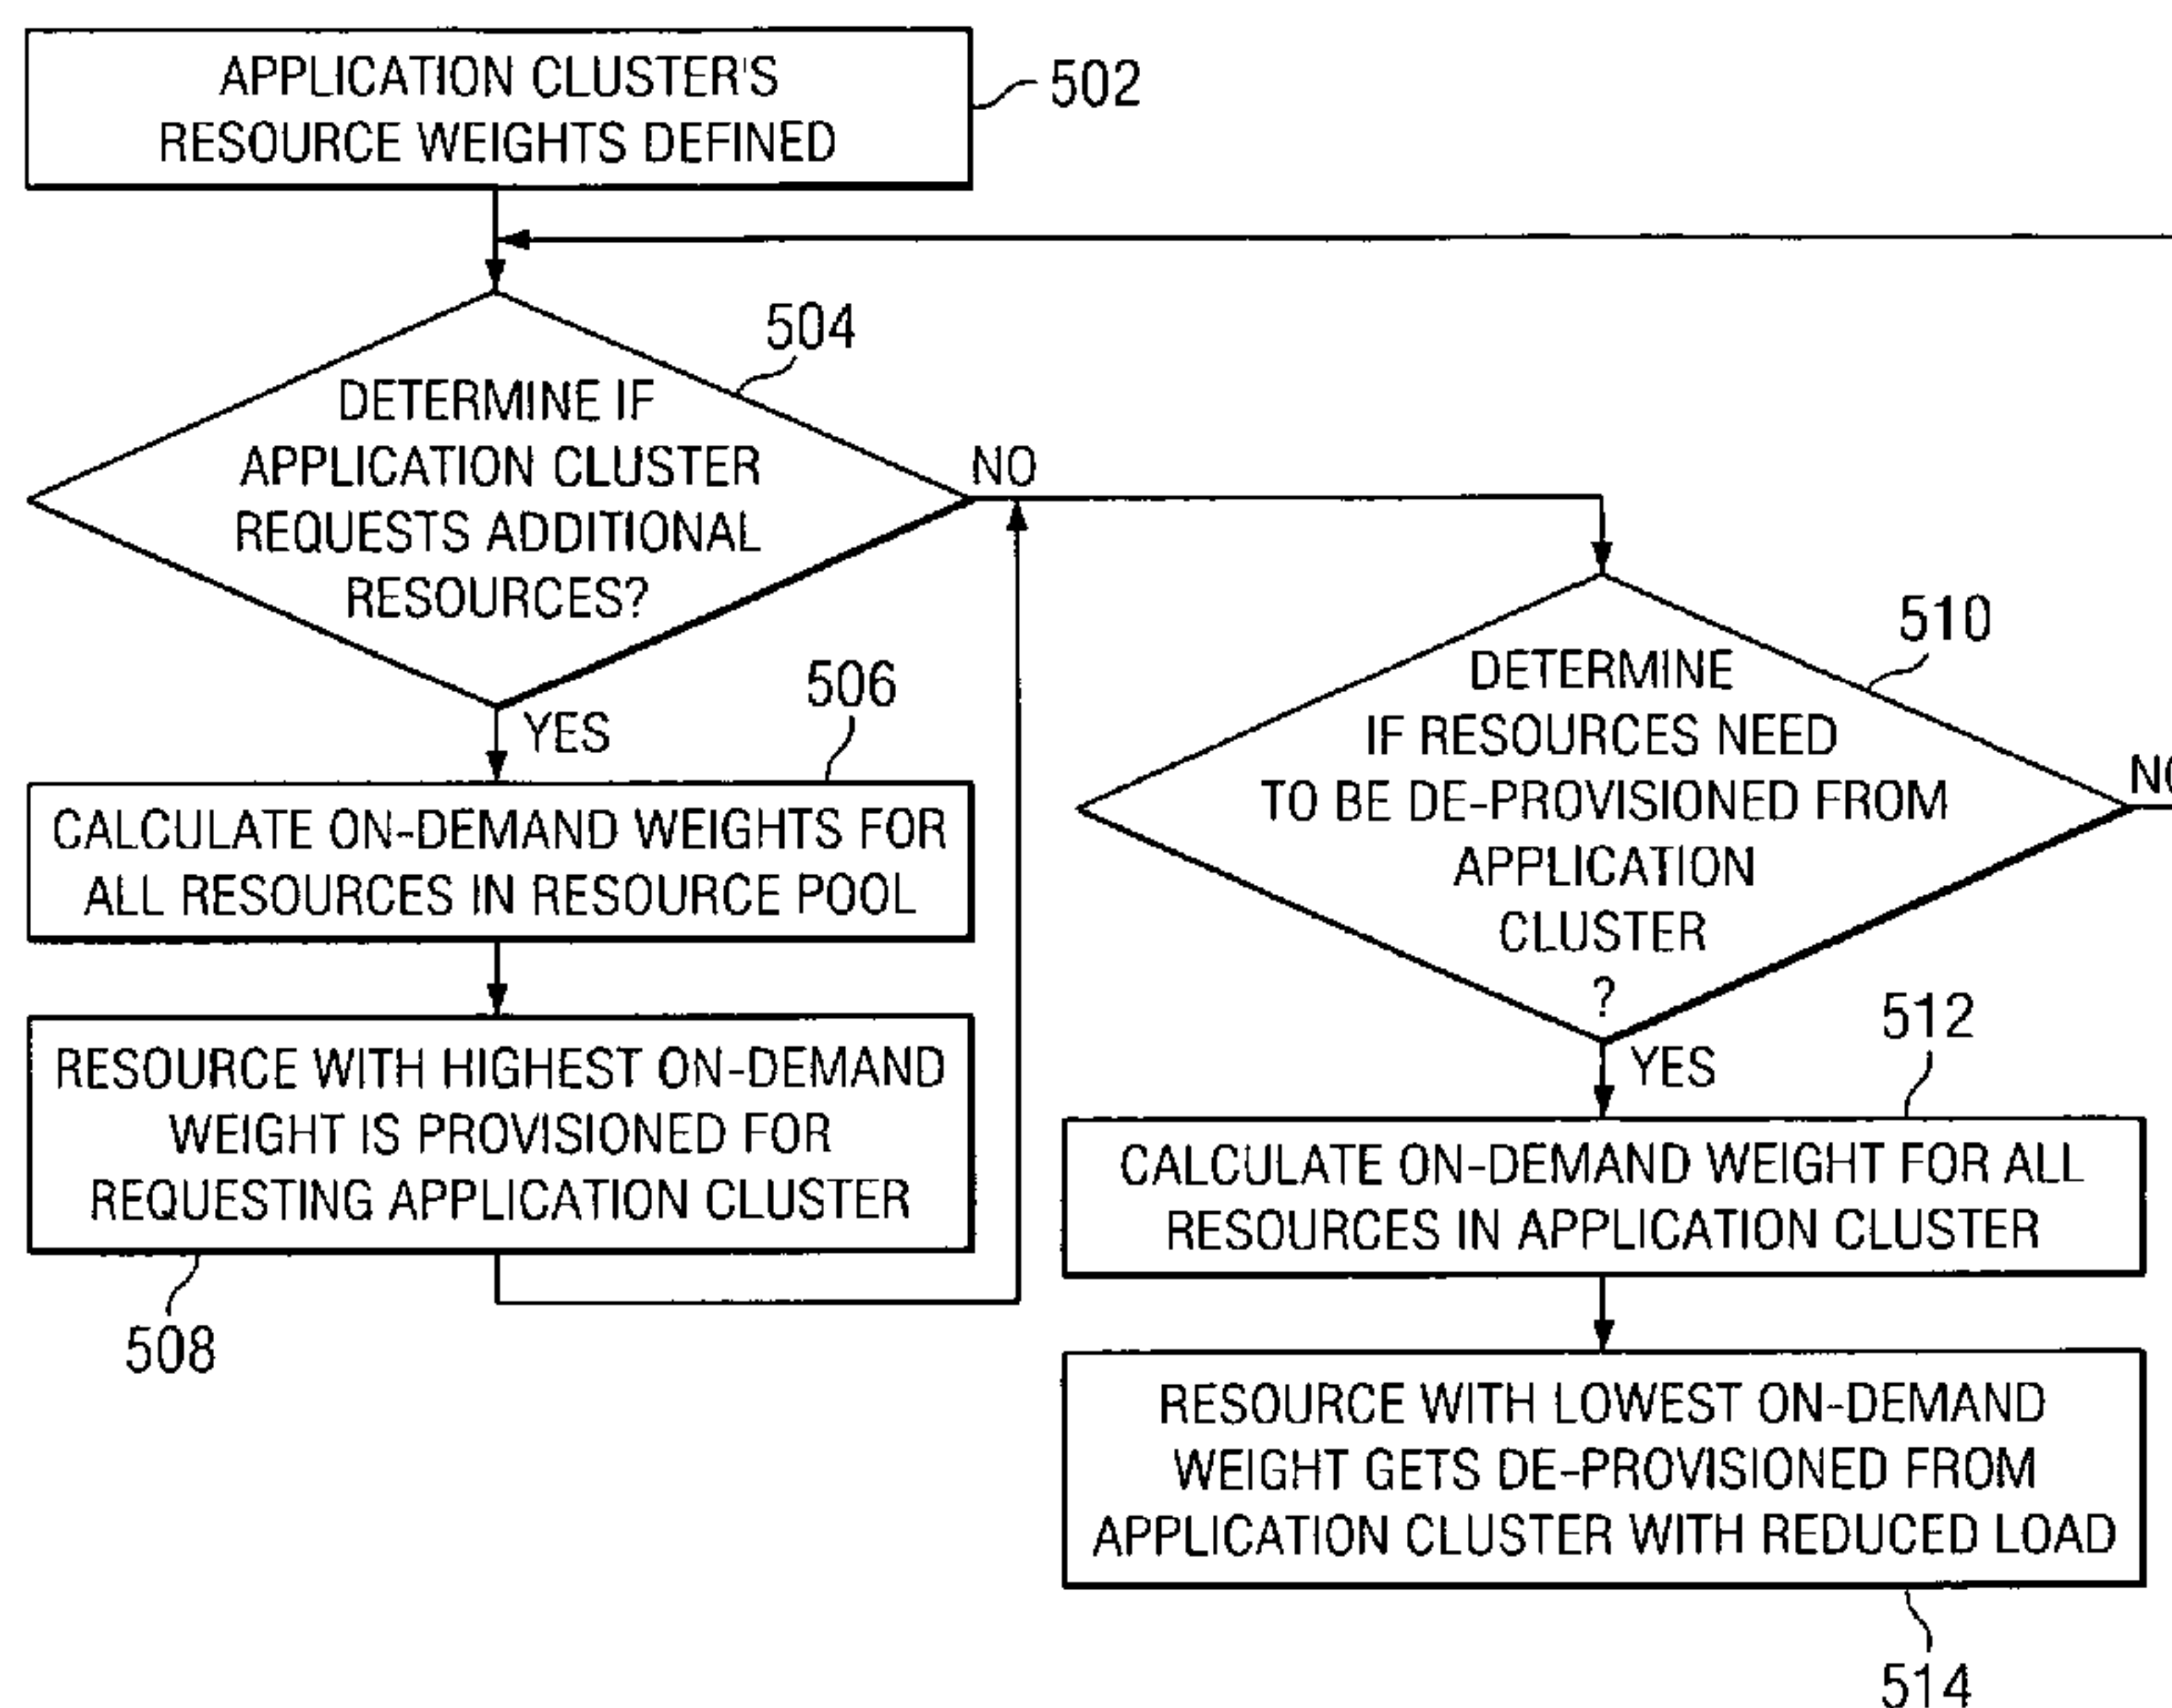 APPLICATION CLUSTER'S
RESOURCE WEIGHTS DEFINED
502
504
DETERMINE IF
APPLICATION CLUSTER
REQUESTS ADDITIONAL
RESOURCES?
NO
YES
506
CALCULATE ON-DEMAND WEIGHTS FOR
ALL RESOURCES IN RESOURCE POOL
RESOURCE WITH HIGHEST ON-DEMAND
WEIGHT IS PROVISIONED FOR
REQUESTING APPLICATION CLUSTER
508
510
DETERMINE
IF RESOURCES NEED
TO BE DE-PROVISIONED FROM
APPLICATION
CLUSTER
?
NO
YES
512
CALCULATE ON-DEMAND WEIGHT FOR ALL
RESOURCES IN APPLICATION CLUSTER
RESOURCE WITH LOWEST ON-DEMAND
WEIGHT GETS DE-PROVISIONED FROM
APPLICATION CLUSTER WITH REDUCED LOAD
514